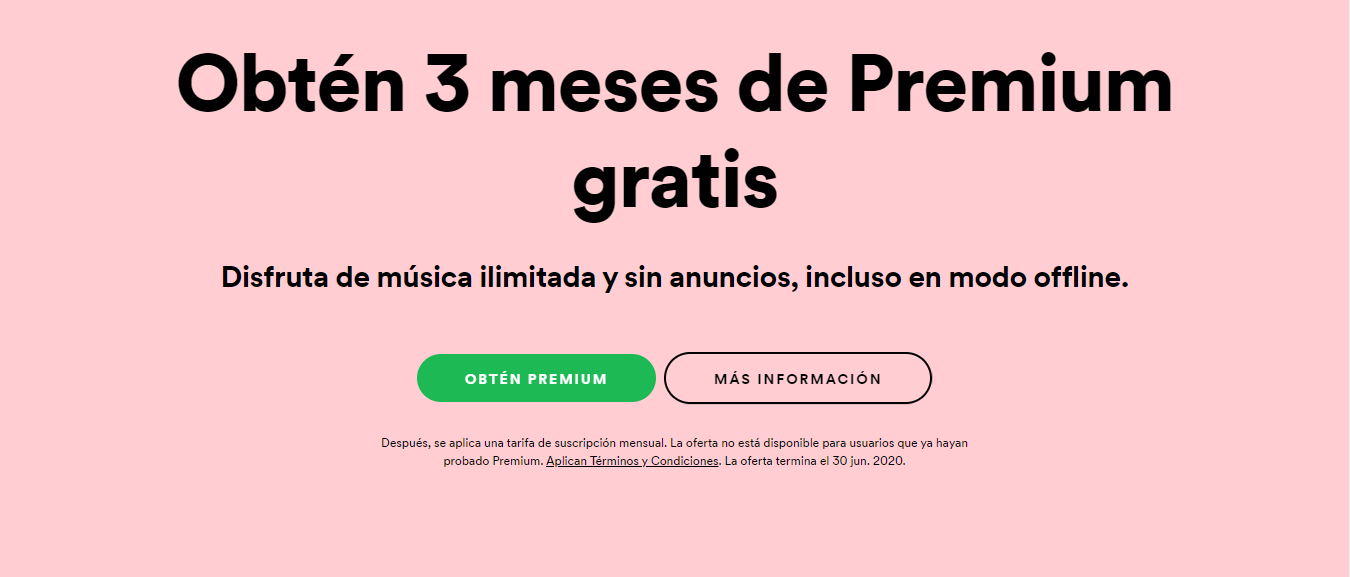 Obtén 3 meses de Premium
gratis
Disfruta de música ilimitada y sin anuncios, incluso en modo offline.
OBTÉN PREMIUM
MÁS INFORMACIÓN
Después, se aplica una tarifa de suscripción mensual. La oferta no está disponible para usuarios que ya hayan
probado Premium. Aplican Términos y Condiciones. La oferta termina el 30 jun. 2020.